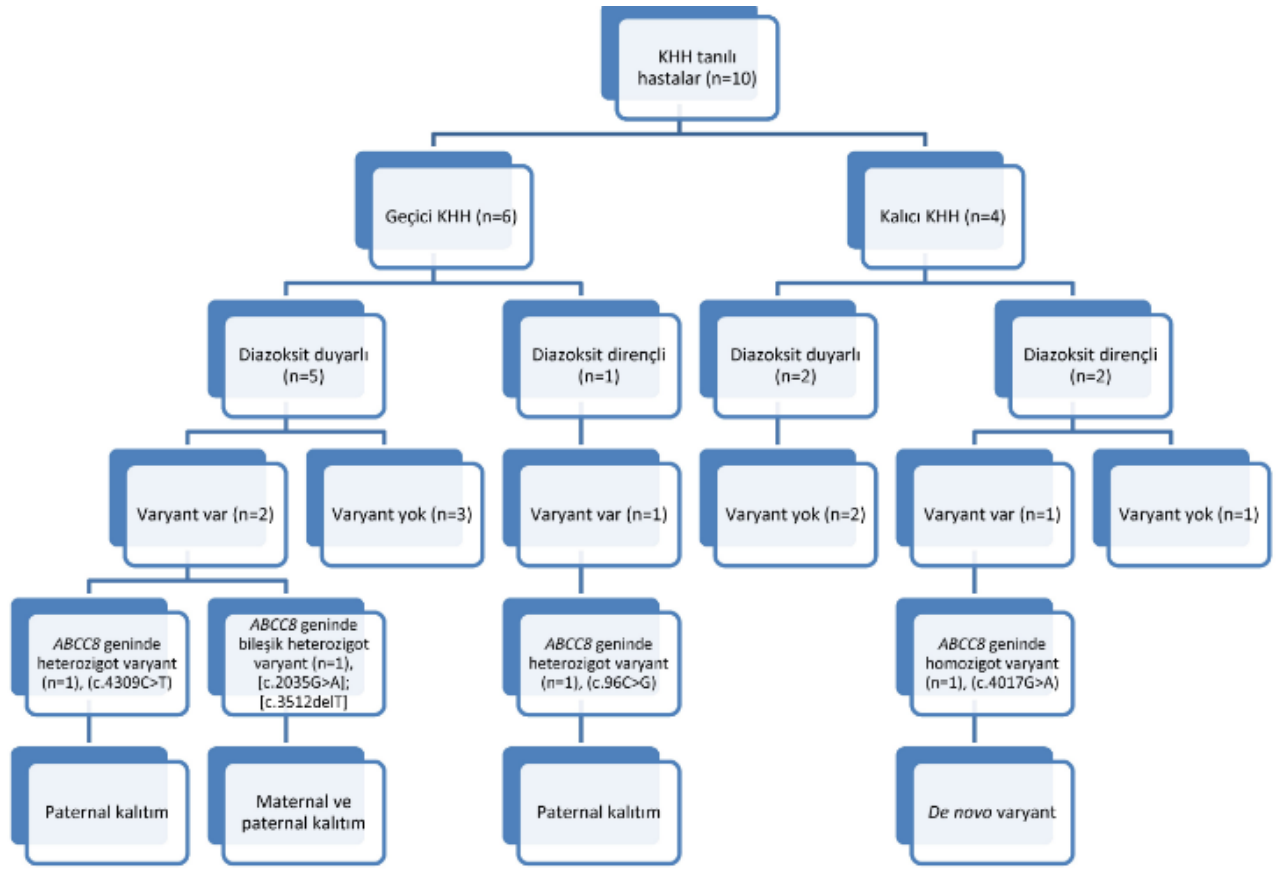 KHH tanılı
hastalar (n=10)
Geçici KHH (n=6)
Kalıcı KHH (n=4)
Diazoksit duyarlı
(n=5)
Diazoksit dirençli
(n=1)
Diazoksit duyarlı
(n=2)
Diazoksit dirençli
(n=2)
Varyant var (n=2)
Varyant yok (n=3)
Varyant var (n=1)
Varyant yok (n=2)
Varyant var (n=1)
Varyant yok (n=1)
ABCC8 geninde
heterozigot varyant
(n=1), (c.4309C>T)
ABCC8 geninde
bileşik heterozigot
varyant (n=1),
[c.2035G>A];
[c.3512delT]
ABCC8 geninde
heterozigot varyant
(n=1), (c.96C>G)
ABCC8 geninde
homozigot varyant
(n=1), (c.4017G>A)
Paternal kalıtım
Maternal ve
paternal kalıtım
Paternal kalıtım
De novo varyant